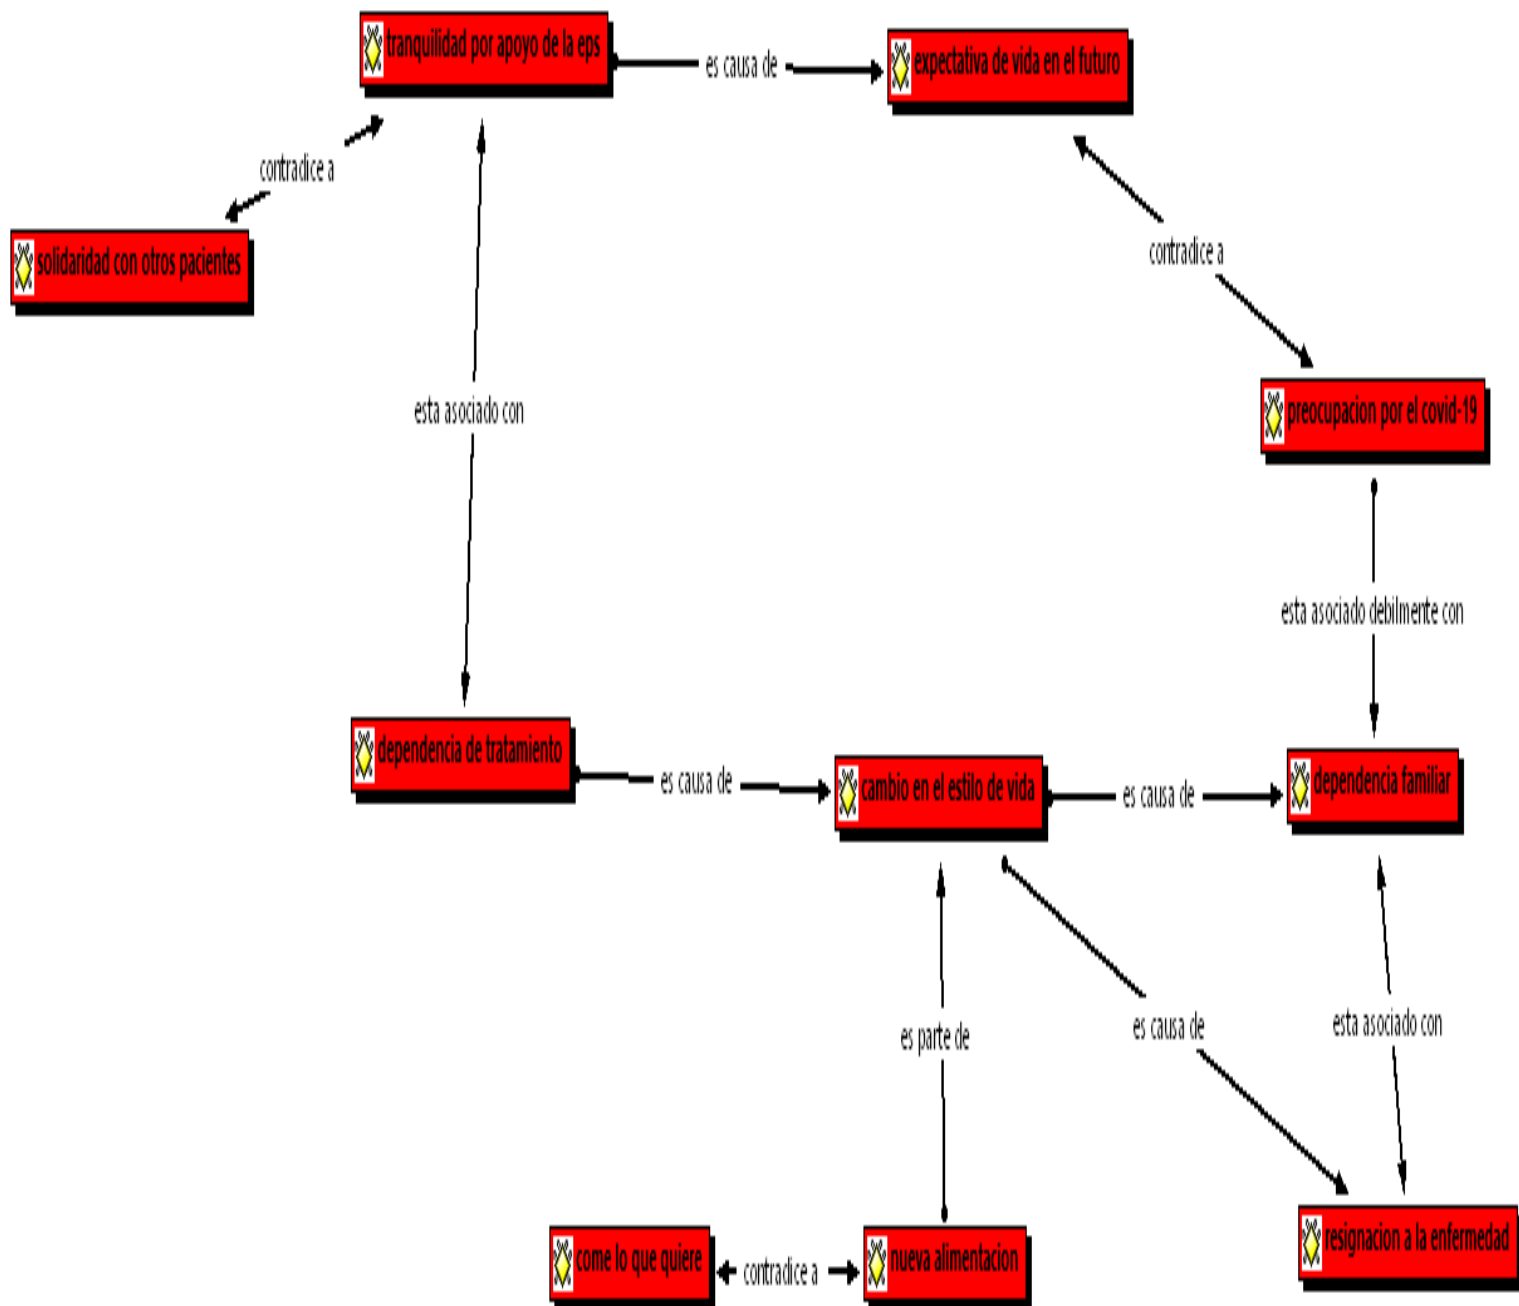 tranquilidad por apoyo de la eps
es causa de
expectativa de vida en el futuro
contradice a
solidaridad con otros pacientes
contradice a
preocupacion por el covid-19
esta asociado con
esta asociado debilmente con
dependencia de tratamiento
es causa de
cambio en el estilo de vida
es causa de
dependencia familiar
es parte de
es causa de
esta asociado con
come lo que quiere
contradice a
nueva alimentacion
resignacion a la enfermedad